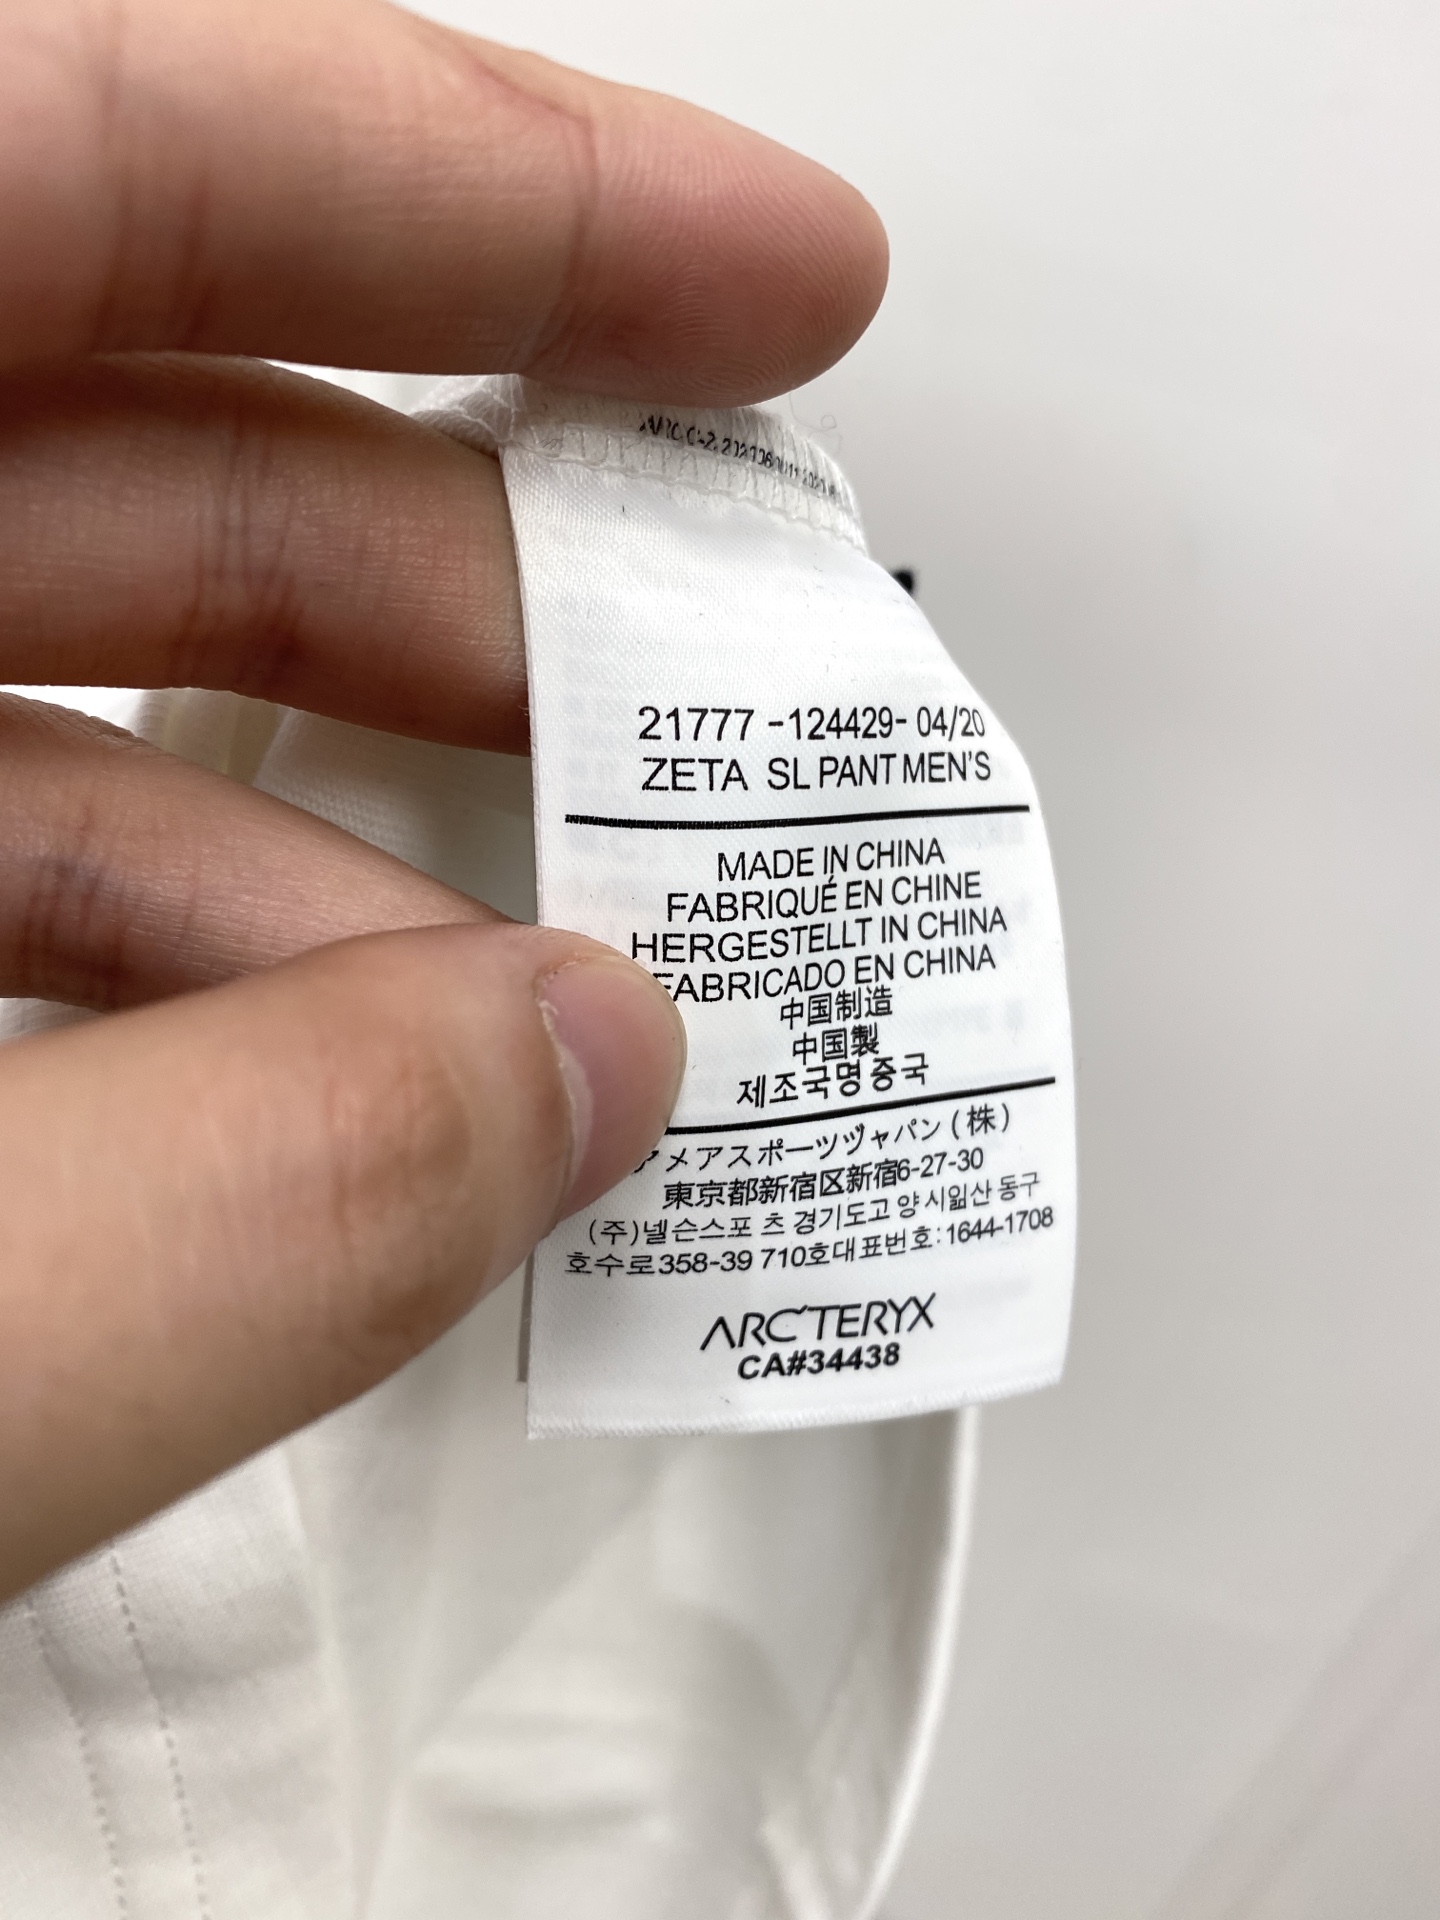 21777 -124429- 04/20
ZETA SL PANT MEN'S
MADE IN CHINA
FABRIQUÉ EN CHINE
HERGESTELLT IN CHINA
FABRICADO EN CHINA
中国制造
中国製
제조국명중국
アメアスポーツヅャパン(株)
東京都新宿区新宿6-27-30
(주)넬슨스포 츠 경기도고 양시일산동구
호수로358-39 710호대표번호:1644-1708
ARC'TERYX
CA#34438